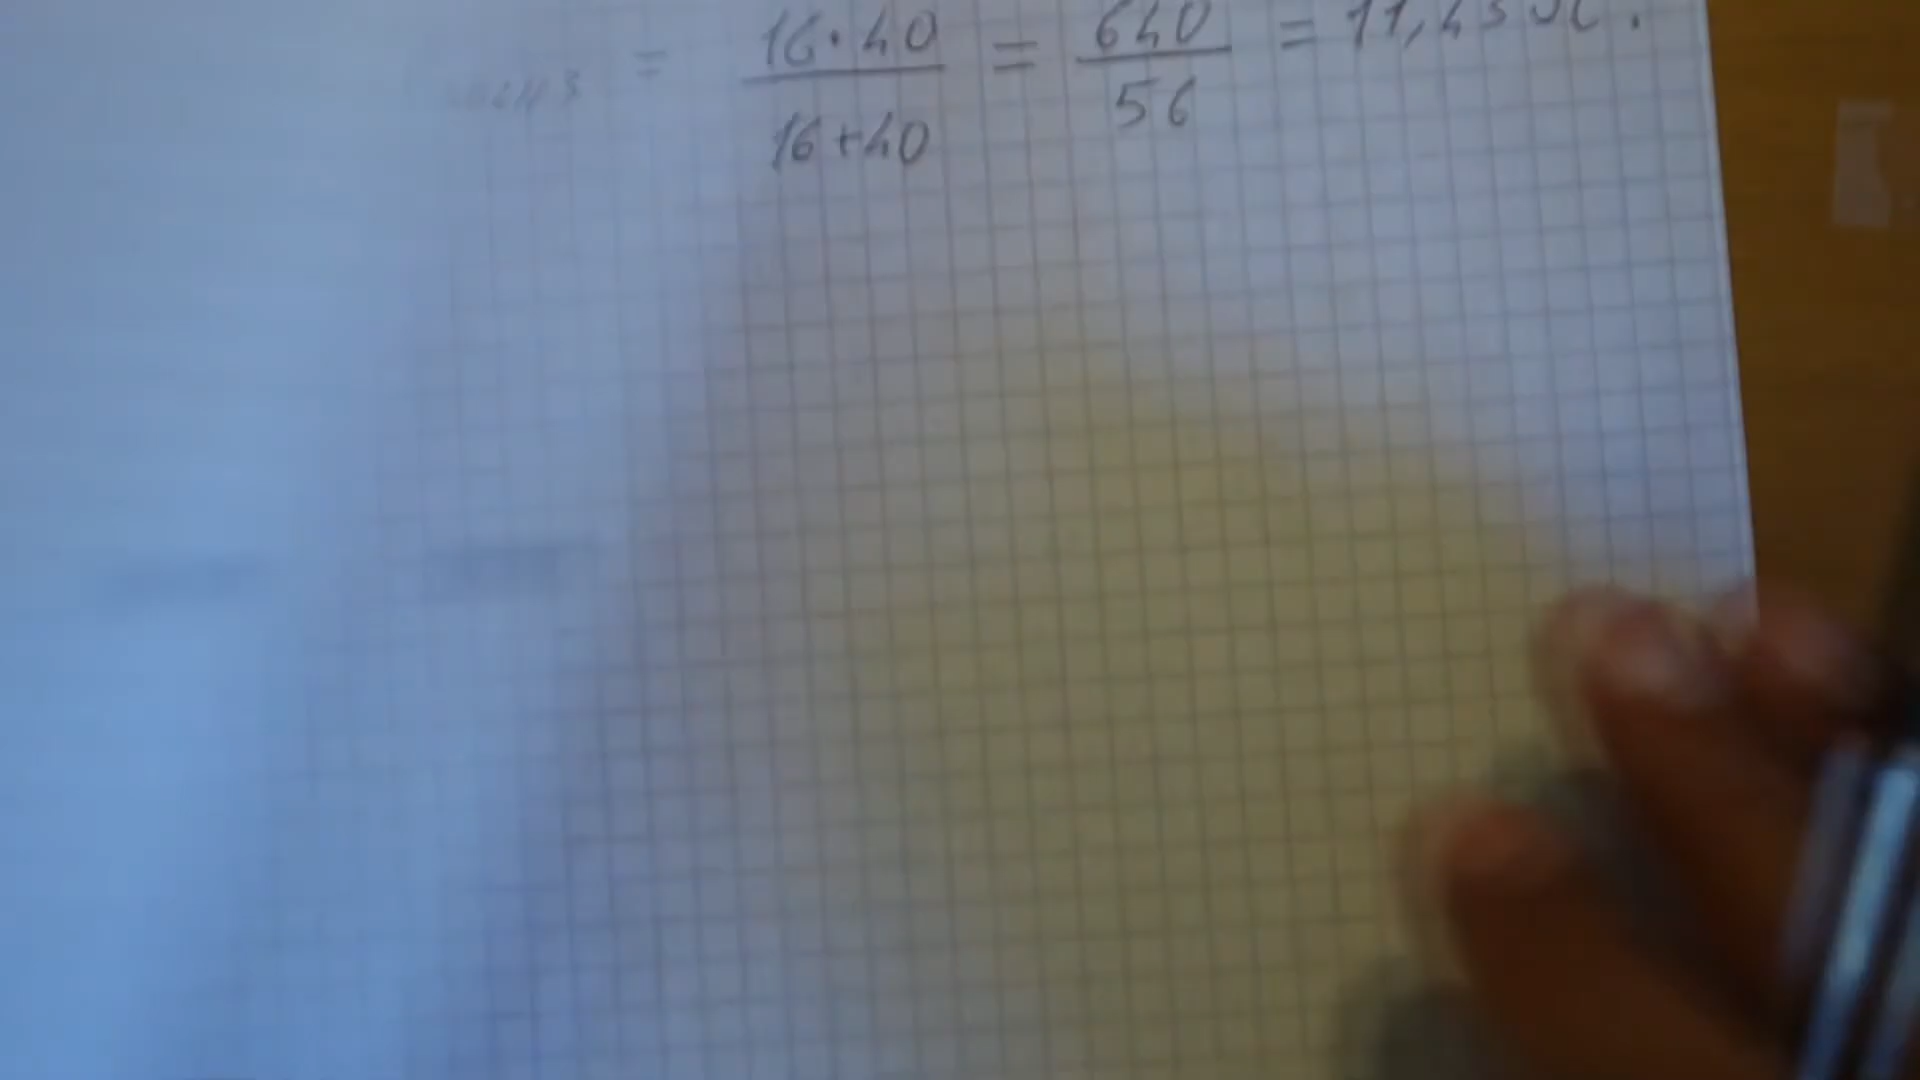 = 16·40 / 16+40 = 640 / 56 = 11,43